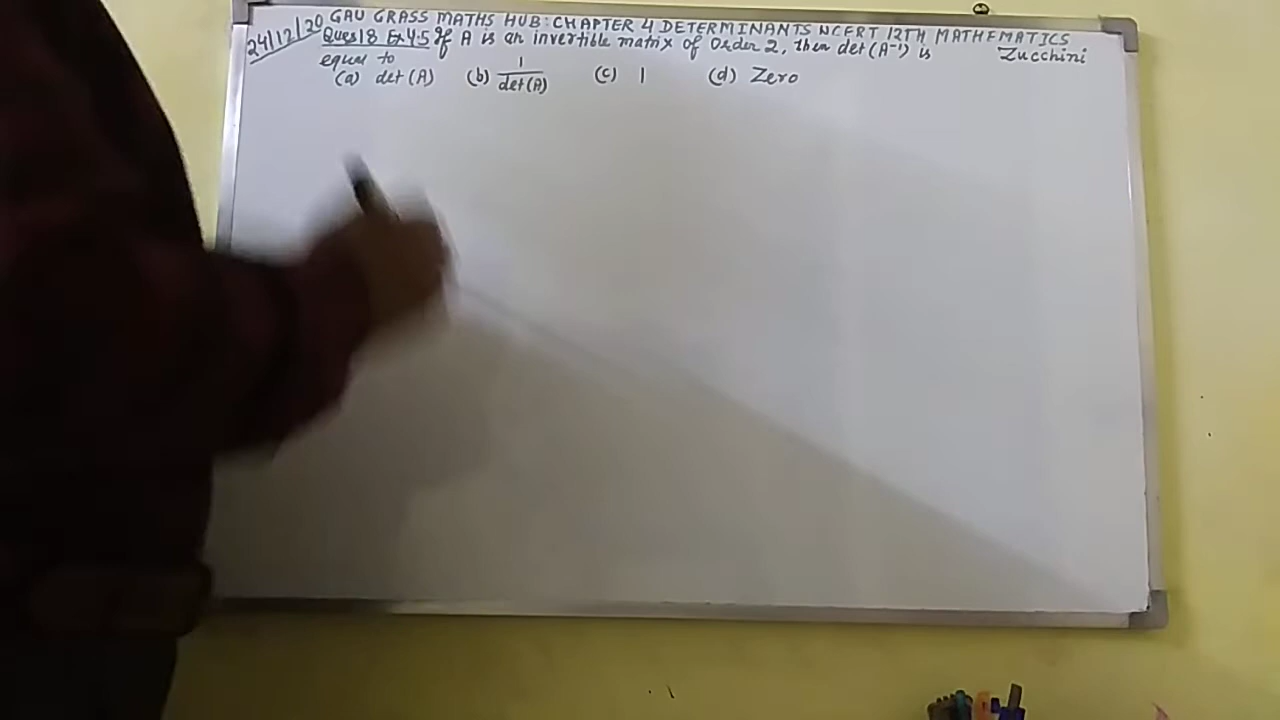 24/12/20 GAU GRASS MATHS HUB: CHAPTER 4 DETERMINANTS NCERT 12TH MATHEMATICS
Ques 18 Ex 4.5 If A is an invertible matrix of Order 2, then det (A⁻¹) is Zucchini
equal to
(a) det (A) (b) 1/det(A) (c) 1 (d) Zero